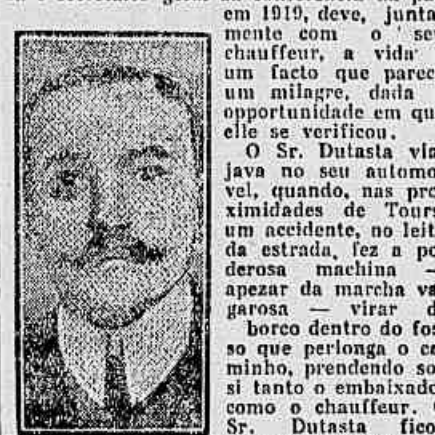 em 1919, deve, junta
mente com o se
chauffeur, a vida
um facto que parec
um milagre, dada
opportunidade em qu
elle se verificou.
O Sr. Dutasta via
java no seu automo
vel, quando, nas pro
ximidades de Tours
um accidente, no leit
da estrada, fez a po
derosa machina —
apezar da marcha va
garosa — virar d
borco dentro do fos
so que perlonga o ca
minho, prendendo so
si tanto o embaixado
como o chauffeur.
Sr. Dutasta fico